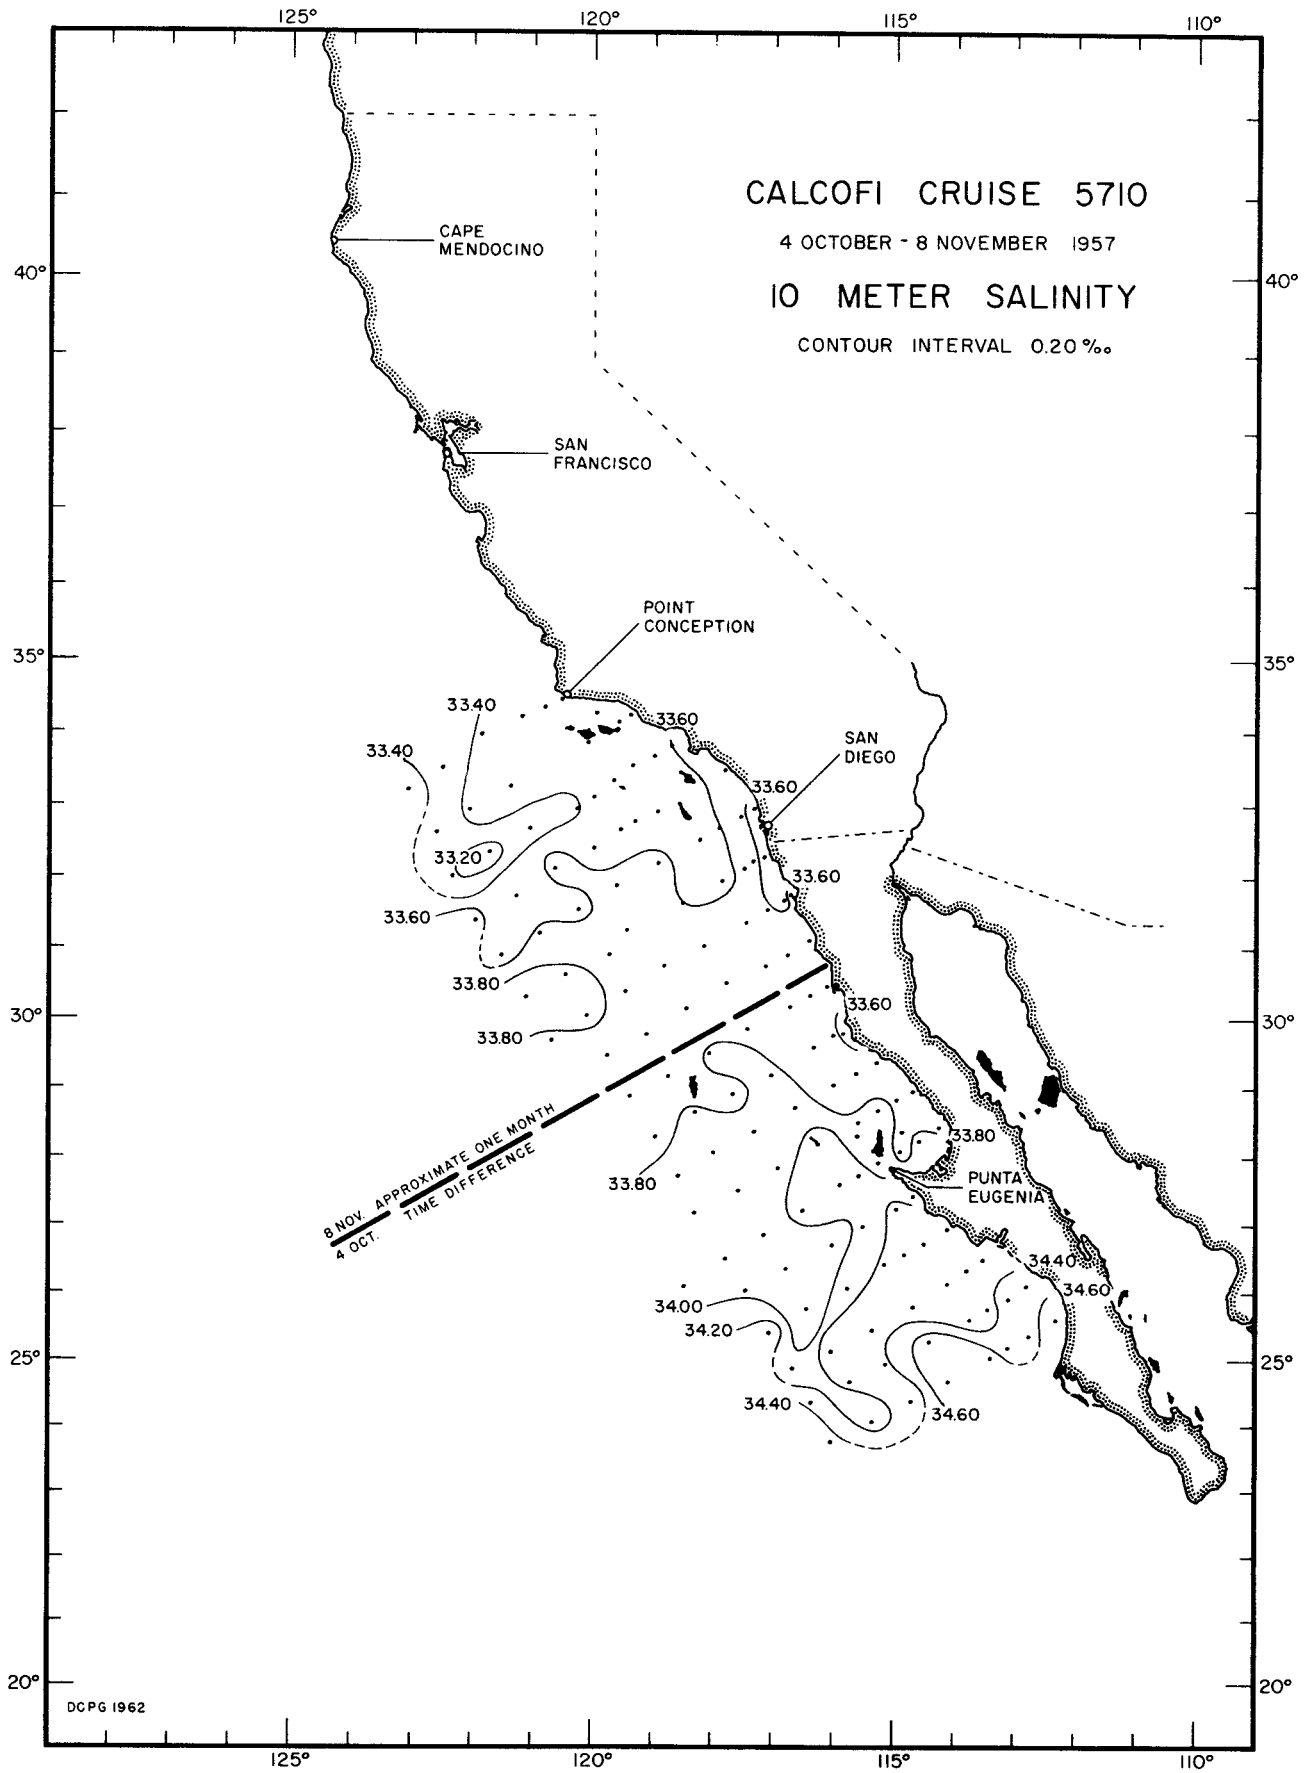 125°
120°
115°
110°
CALCOFI CRUISE 5710
4 OCTOBER - 8 NOVEMBER 1957
10 METER SALINITY
CONTOUR INTERVAL 0.20 ‰
CAPE
MENDOCINO
40°
40°
SAN
FRANCISCO
POINT
CONCEPTION
35°
35°
33.40
33.60
SAN
DIEGO
33.40
33.60
33.20
33.60
33.60
33.80
33.60
30°
30°
33.80
8 NOV. APPROXIMATE ONE MONTH
4 OCT. TIME DIFFERENCE
33.80
33.80
PUNTA
EUGENIA
34.40
34.60
34.00
34.20
25°
25°
34.40
34.60
20°
20°
DCPG 1962
125°
120°
115°
110°